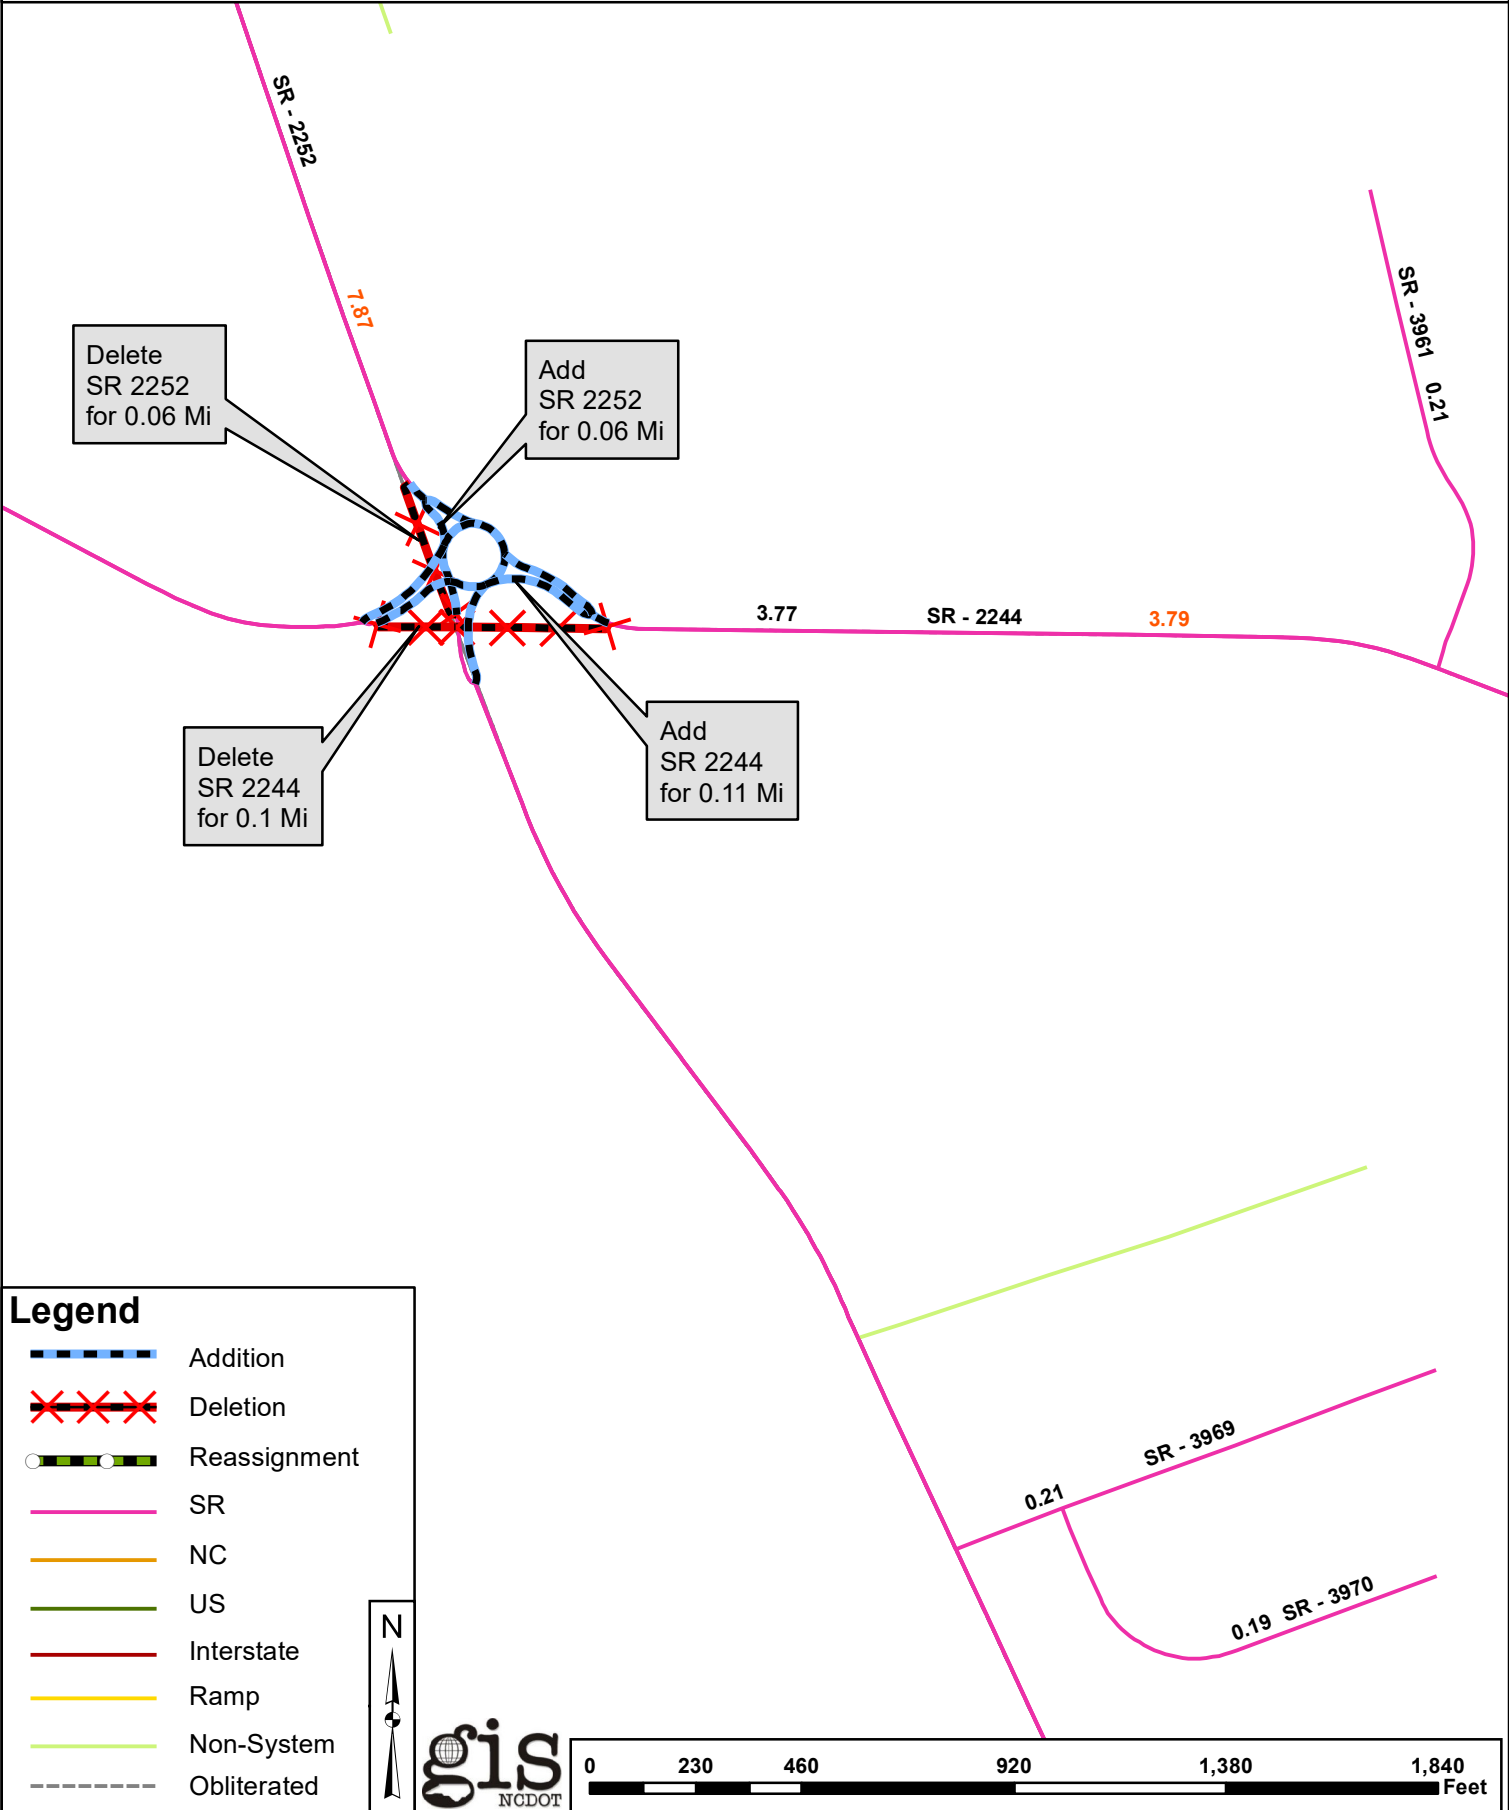 SR - 2252
7.87
Delete
SR 2252
for 0.06 Mi
Add
SR 2252
for 0.06 Mi
SR - 3961 0.21
3.77 SR - 2244 3.79
Delete
SR 2244
for 0.1 Mi
Add
SR 2244
for 0.11 Mi
SR - 3969
0.21
0.19 SR - 3970
Legend
Addition
Deletion
Reassignment
SR
NC
US
Interstate
Ramp
Non-System
Obliterated
N
gis
NCDOT
0 230 460 920 1,380 1,840
Feet